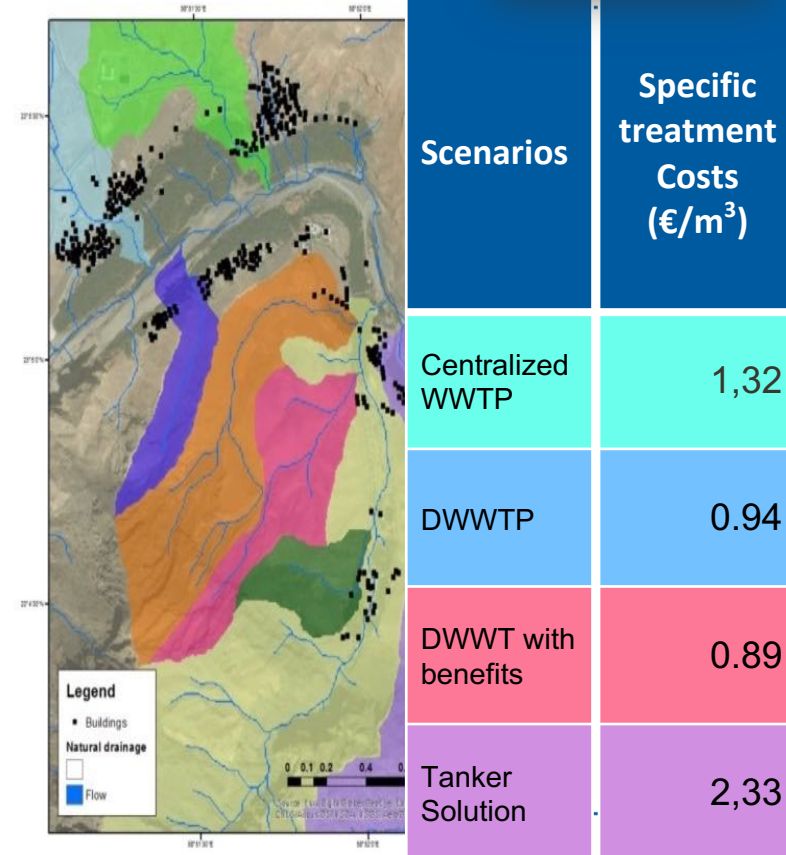 Scenarios
Specific
treatment
Costs
(€/m³)
Centralized
WWTP
1,32
DWWTP
0.94
DWWT with
benefits
0.89
Tanker
Solution
2,33
Legend
Buildings
Natural drainage
Flow
0 0.1 0.2 0.4